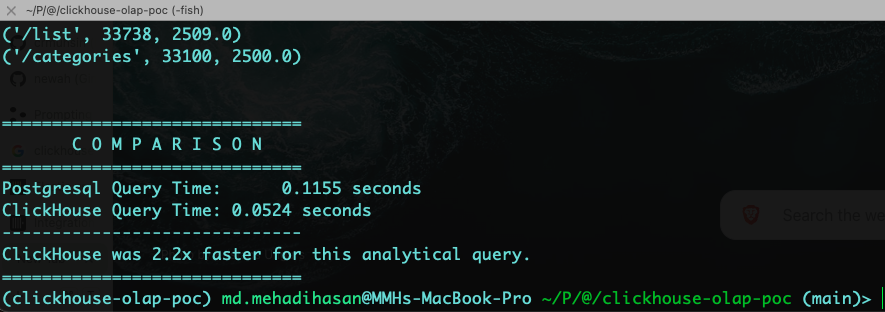 ~/P/@/clickhouse-olap-poc (-fish)
('/list', 33738, 2509.0)
('/categories', 33100, 2500.0)
==============================
C O M P A R I S O N
==============================
Postgresql Query Time:      0.1155 seconds
ClickHouse Query Time: 0.0524 seconds
------------------------------
ClickHouse was 2.2x faster for this analytical query.
==============================
(clickhouse-olap-poc) md.mehadihasan@MMHs-MacBook-Pro ~/P/@/clickhouse-olap-poc (main)>
Search the we